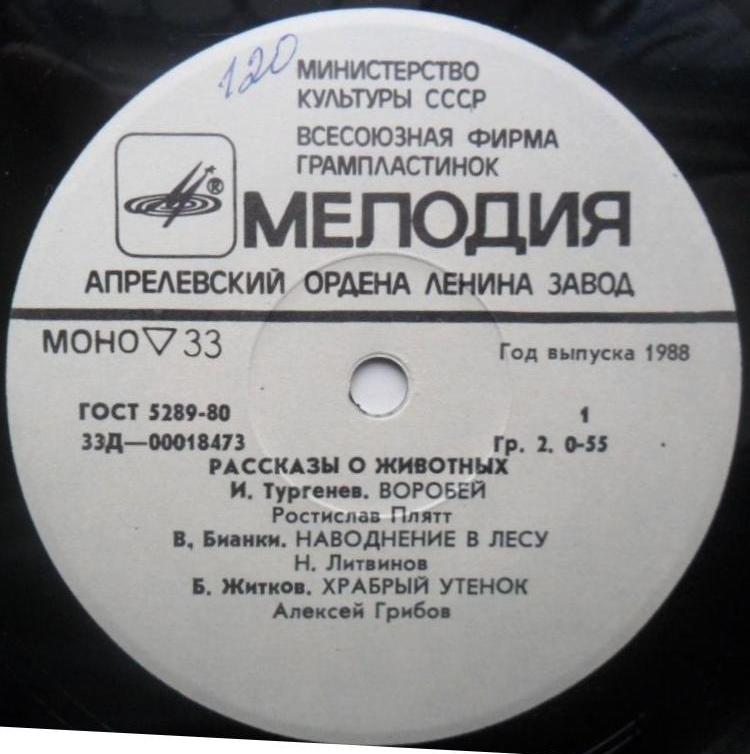 120
МИНИСТЕРСТВО
КУЛЬТУРЫ СССР
ВСЕСОЮЗНАЯ ФИРМА
ГРАМПЛАСТИНОК
®
МЕЛОДИЯ
АПРЕЛЕВСКИЙ ОРДЕНА ЛЕНИНА ЗАВОД
МОНО ▽ 33
Год выпуска 1988
ГОСТ 5289-80
1
33Д—00018473
Гр. 2. 0-55
РАССКАЗЫ О ЖИВОТНЫХ
И. Тургенев. ВОРОБЕЙ
Ростислав Плятт
В, Бианки. НАВОДНЕНИЕ В ЛЕСУ
Н. Литвинов
Б. Житков. ХРАБРЫЙ УТЕНОК
Алексей Грибов